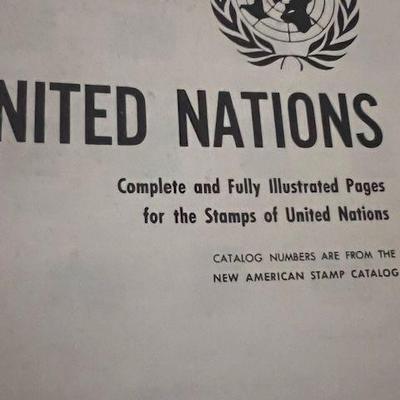 NITED NATIONS
Complete and Fully Illustrated Pages
for the Stamps of United Nations
CATALOG NUMBERS ARE FROM THE
NEW AMERICAN STAMP CATALOG